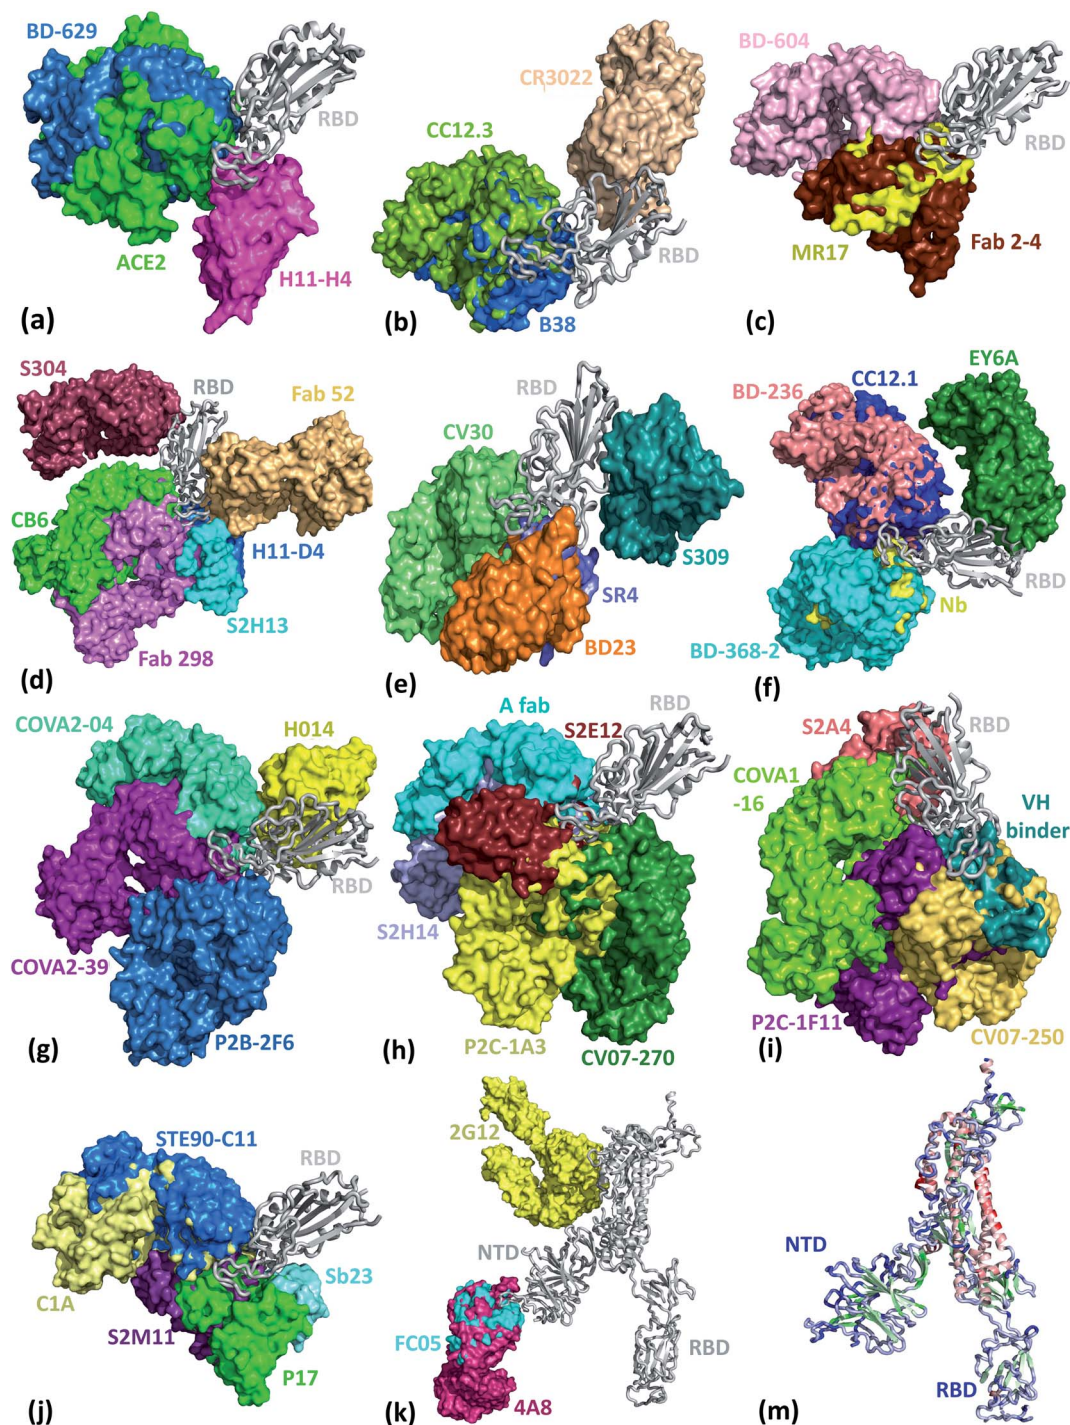 BD-629
RBD
ACE2
H11-H4
(a)
CR3022
CC12.3
RBD
B38
(b)
BD-604
RBD
MR17
Fab 2-4
(c)
S304
RBD
Fab 52
CB6
H11-D4
S2H13
Fab 298
(d)
RBD
CV30
S309
SR4
BD23
(e)
EY6A
CC12.1
BD-236
RBD
Nb
BD-368-2
(f)
COVA2-04
H014
RBD
COVA2-39
P2B-2F6
(g)
A fab
RBD
S2E12
S2H14
P2C-1A3
CV07-270
(h)
S2A4
RBD
COVA1
-16
VH
binder
P2C-1F11
CV07-250
(i)
STE90-C11
RBD
Sb23
C1A
S2M11
P17
(j)
2G12
NTD
FC05
RBD
4A8
(k)
NTD
RBD
(m)